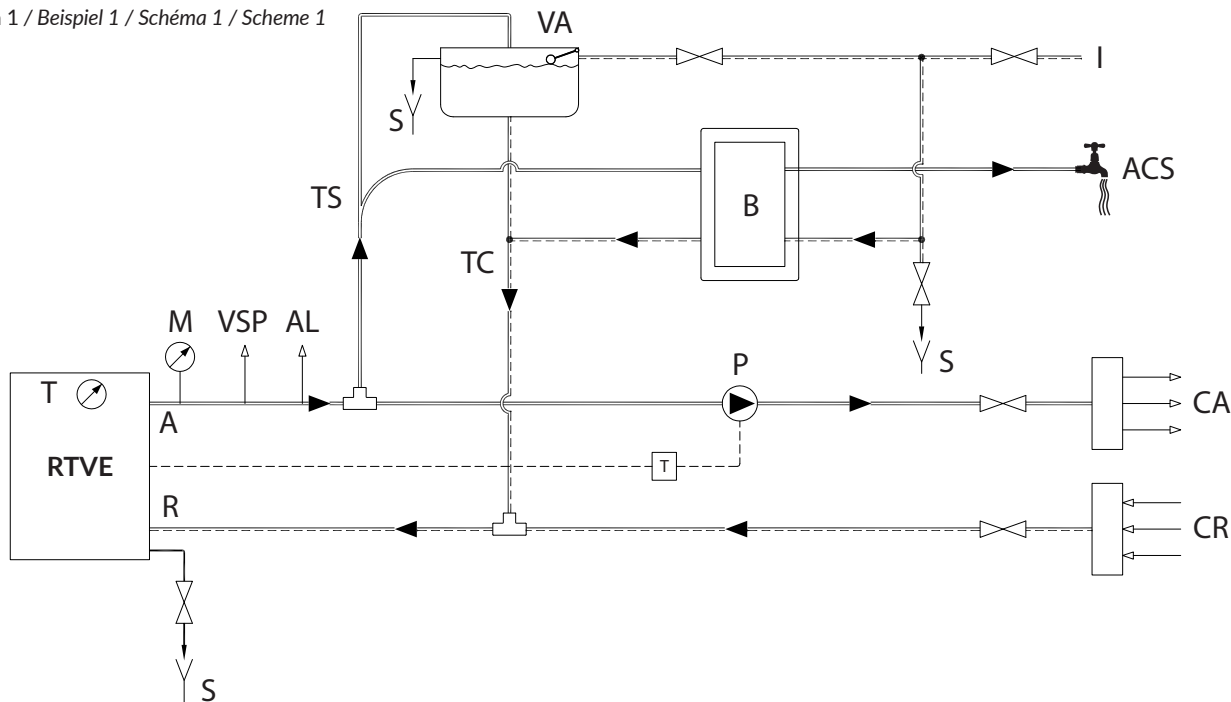 1 / Beispiel 1 / Schéma 1 / Scheme 1
VA
I
S
ACS
TS
B
TC
M VSP AL
S
P
T
A
CA
RTVE
T
R
CR
S